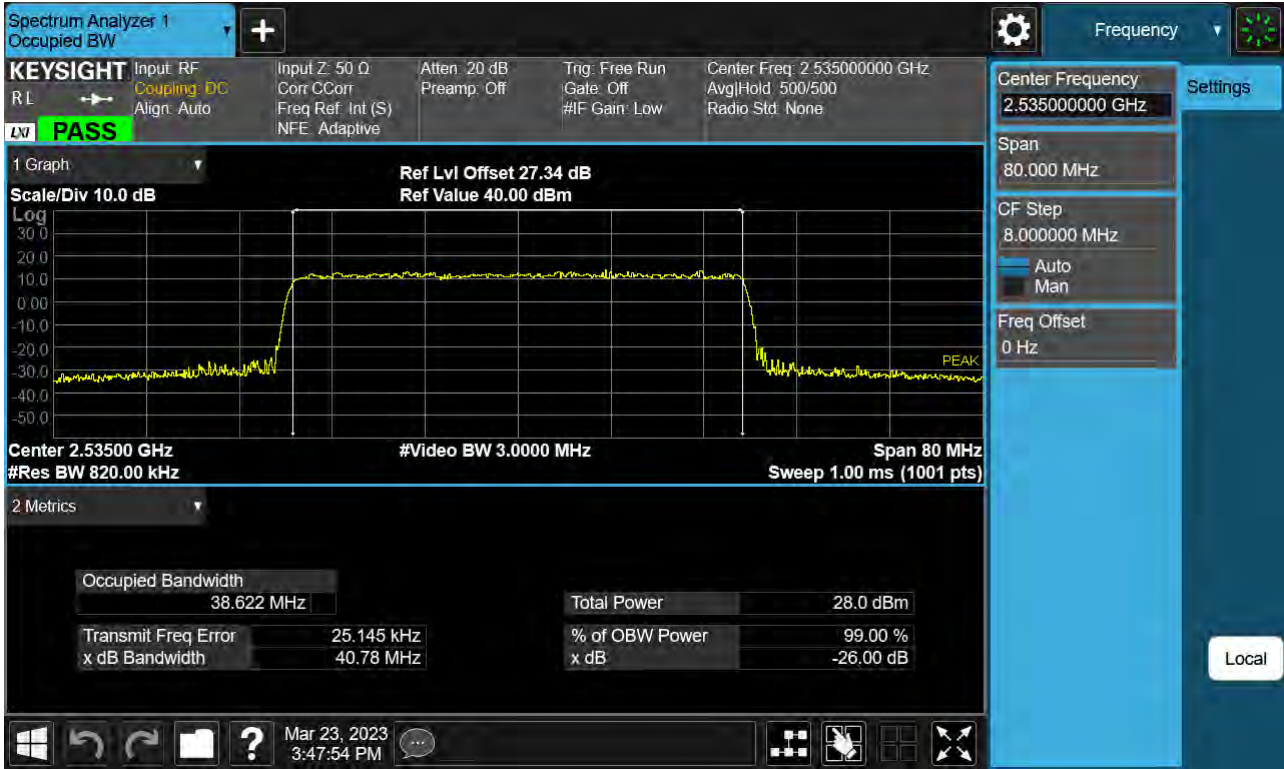 Spectrum Analyzer 1
Occupied BW
Frequency
KEYSIGHT
R L
LXI PASS
Input: RF
Coupling: DC
Align: Auto
Input Z: 50 Ω
Corr CCorr
Freq Ref: Int (S)
NFE: Adaptive
Atten: 20 dB
Preamp: Off
Trig: Free Run
Gate: Off
#IF Gain: Low
Center Freq: 2.535000000 GHz
Avg|Hold: 500/500
Radio Std: None
Center Frequency
2.535000000 GHz
Settings
Span
80.000 MHz
CF Step
8.000000 MHz
Auto
Man
Freq Offset
0 Hz
1 Graph
Scale/Div 10.0 dB
Ref Lvl Offset 27.34 dB
Ref Value 40.00 dBm
Log
30.0
20.0
10.0
0.00
-10.0
-20.0
-30.0
-40.0
-50.0
PEAK
Center 2.53500 GHz
#Video BW 3.0000 MHz
Span 80 MHz
#Res BW 820.00 kHz
Sweep 1.00 ms (1001 pts)
2 Metrics
Occupied Bandwidth
38.622 MHz
Total Power 28.0 dBm
Transmit Freq Error 25.145 kHz
% of OBW Power 99.00 %
x dB Bandwidth 40.78 MHz
x dB -26.00 dB
Local
?
Mar 23, 2023
3:47:54 PM